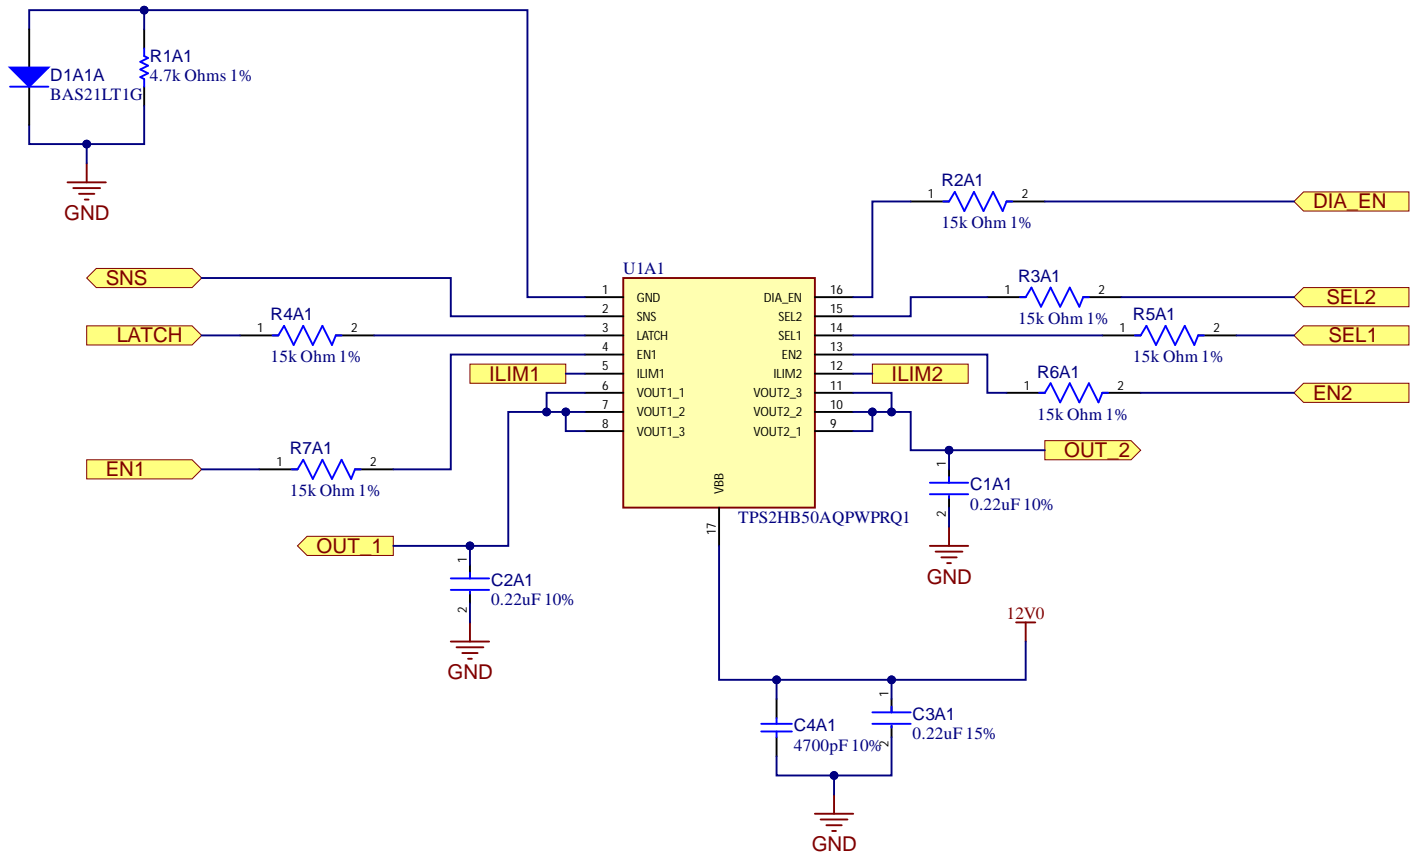 R1A1
4.7k Ohms 1%
D1A1A
BAS21LT1G
GND
R2A1
1
2
15k Ohm 1%
DIA_EN
SNS
U1A1
R3A1
1
2
15k Ohm 1%
SEL2
LATCH
R4A1
1
2
15k Ohm 1%
R5A1
1
2
15k Ohm 1%
SEL1
1
GND
DIA_EN
16
2
SNS
SEL2
15
3
LATCH
SEL1
14
4
EN1
EN2
13
ILIM1
5
ILIM1
ILIM2
12
ILIM2
6
VOUT1_1
VOUT2_3
11
7
VOUT1_2
VOUT2_2
10
8
VOUT1_3
VOUT2_1
9
VBB
17
TPS2HB50AQPWPRQ1
R6A1
1
2
15k Ohm 1%
EN2
EN1
R7A1
1
2
15k Ohm 1%
OUT_2
1
C1A1
0.22uF 10%
2
GND
OUT_1
1
C2A1
0.22uF 10%
2
GND
12V0
C4A1
4700pF 10%
1
C3A1
0.22uF 15%
2
GND